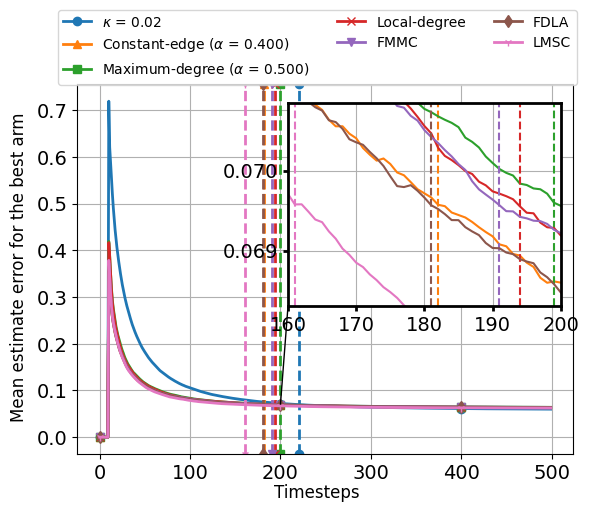 κ = 0.02
Constant-edge (α = 0.400)
Maximum-degree (α = 0.500)
Local-degree
FMMC
FDLA
LMSC
Mean estimate error for the best arm
0.7
0.6
0.5
0.4
0.3
0.2
0.1
0.0
0.070
0.069
160 170 180 190 200
0 100 200 300 400 500
Timesteps